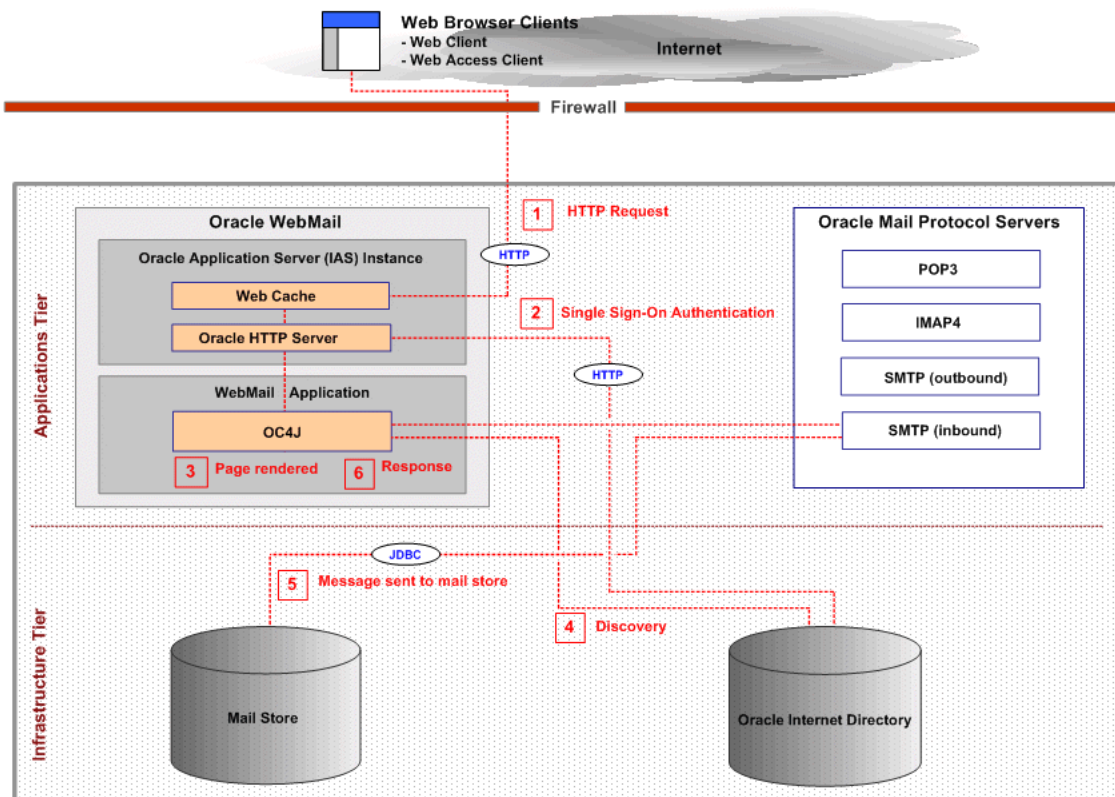 Web Browser Clients
- Web Client
- Web Access Client
Internet
Firewall
Applications Tier
Oracle WebMail
Oracle Application Server (IAS) Instance
Web Cache
Oracle HTTP Server
WebMail Application
OC4J
3 Page rendered
6 Response
1 HTTP Request
HTTP
2 Single Sign-On Authentication
HTTP
Oracle Mail Protocol Servers
POP3
IMAP4
SMTP (outbound)
SMTP (inbound)
Infrastructure Tier
JDBC
5 Message sent to mail store
4 Discovery
Mail Store
Oracle Internet Directory